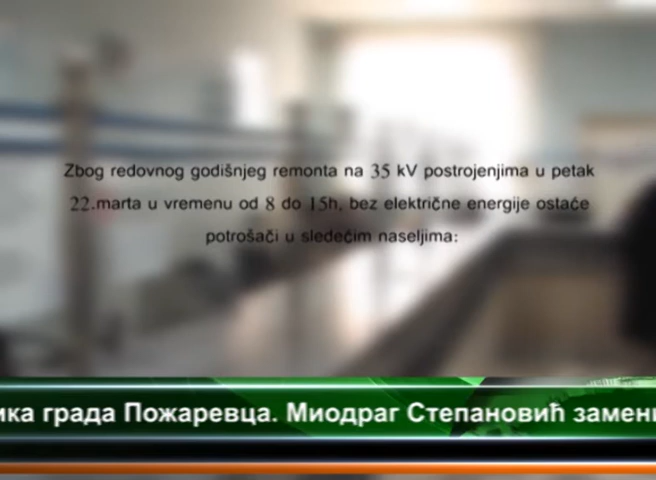 Zbog redovnog godišnjeg remonta na 35 kV postrojenjima u petak
22.marta u vremenu od 8 do 15h, bez električne energije ostaće
potrošači u sledećim naseljima:
ика града Пожаревца. Миодраг Степановић замени